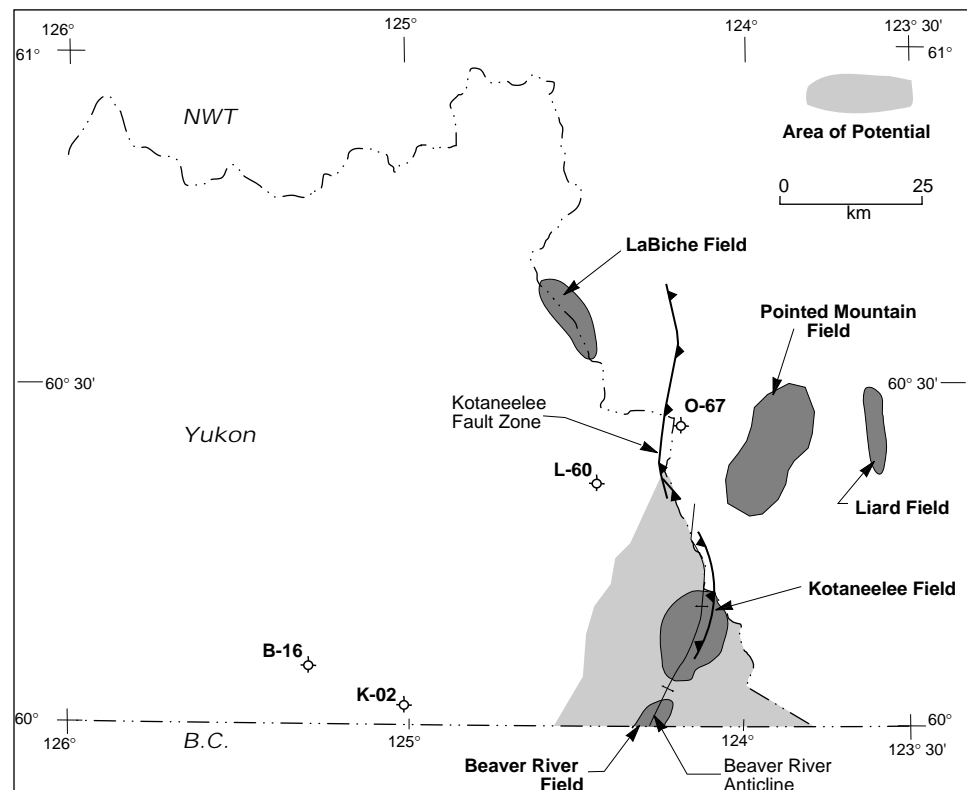 126°
125°
124°
123° 30'
61°
61°
NWT
Area of Potential
0
25
km
LaBiche Field
Pointed Mountain
Field
60° 30'
60° 30'
Kotaneelee
Fault Zone
O-67
Yukon
L-60
Liard Field
Kotaneelee Field
B-16
K-02
60°
60°
126°
B.C.
125°
124°
123° 30'
Beaver River
Field
Beaver River
Anticline